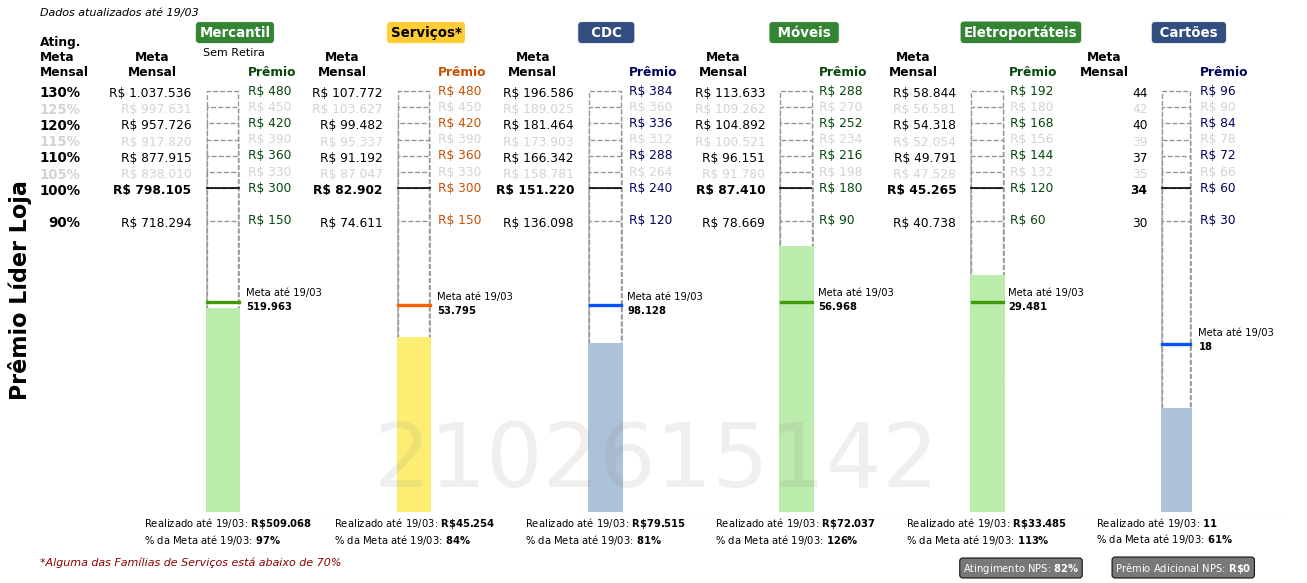 Dados atualizados até 19/03
Mercantil Serviços* CDC Móveis Eletroportáteis Cartões
Sem Retira
Ating. Meta Mensal
Meta Mensal Prêmio Meta Mensal Prêmio Meta Mensal Prêmio Meta Mensal Prêmio Meta Mensal Prêmio Meta Mensal Prêmio
130% R$ 1.037.536 R$ 480 R$ 107.772 R$ 480 R$ 196.586 R$ 384 R$ 113.633 R$ 288 R$ 58.844 R$ 192 44 R$ 96
125% R$ 997.631 R$ 450 R$ 103.627 R$ 450 R$ 189.025 R$ 360 R$ 109.262 R$ 270 R$ 56.581 R$ 180 42 R$ 90
120% R$ 957.726 R$ 420 R$ 99.482 R$ 420 R$ 181.464 R$ 336 R$ 104.892 R$ 252 R$ 54.318 R$ 168 40 R$ 84
115% R$ 917.820 R$ 390 R$ 95.337 R$ 390 R$ 173.903 R$ 312 R$ 100.521 R$ 234 R$ 52.054 R$ 156 39 R$ 78
110% R$ 877.915 R$ 360 R$ 91.192 R$ 360 R$ 166.342 R$ 288 R$ 96.151 R$ 216 R$ 49.791 R$ 144 37 R$ 72
105% R$ 838.010 R$ 330 R$ 87.047 R$ 330 R$ 158.781 R$ 264 R$ 91.780 R$ 198 R$ 47.528 R$ 132 35 R$ 66
100% R$ 798.105 R$ 300 R$ 82.902 R$ 300 R$ 151.220 R$ 240 R$ 87.410 R$ 180 R$ 45.265 R$ 120 34 R$ 60
90% R$ 718.294 R$ 150 R$ 74.611 R$ 150 R$ 136.098 R$ 120 R$ 78.669 R$ 90 R$ 40.738 R$ 60 30 R$ 30
Prêmio Líder Loja
Meta até 19/03 Meta até 19/03 Meta até 19/03 Meta até 19/03 Meta até 19/03 Meta até 19/03
519.963 53.795 98.128 56.968 29.481 18
2102615142
Realizado até 19/03: R$509.068 Realizado até 19/03: R$45.254 Realizado até 19/03: R$79.515 Realizado até 19/03: R$72.037 Realizado até 19/03: R$33.485 Realizado até 19/03: 11
% da Meta até 19/03: 97% % da Meta até 19/03: 84% % da Meta até 19/03: 81% % da Meta até 19/03: 126% % da Meta até 19/03: 113% % da Meta até 19/03: 61%
*Alguma das Famílias de Serviços está abaixo de 70%
Atingimento NPS: 82% Prêmio Adicional NPS: R$0